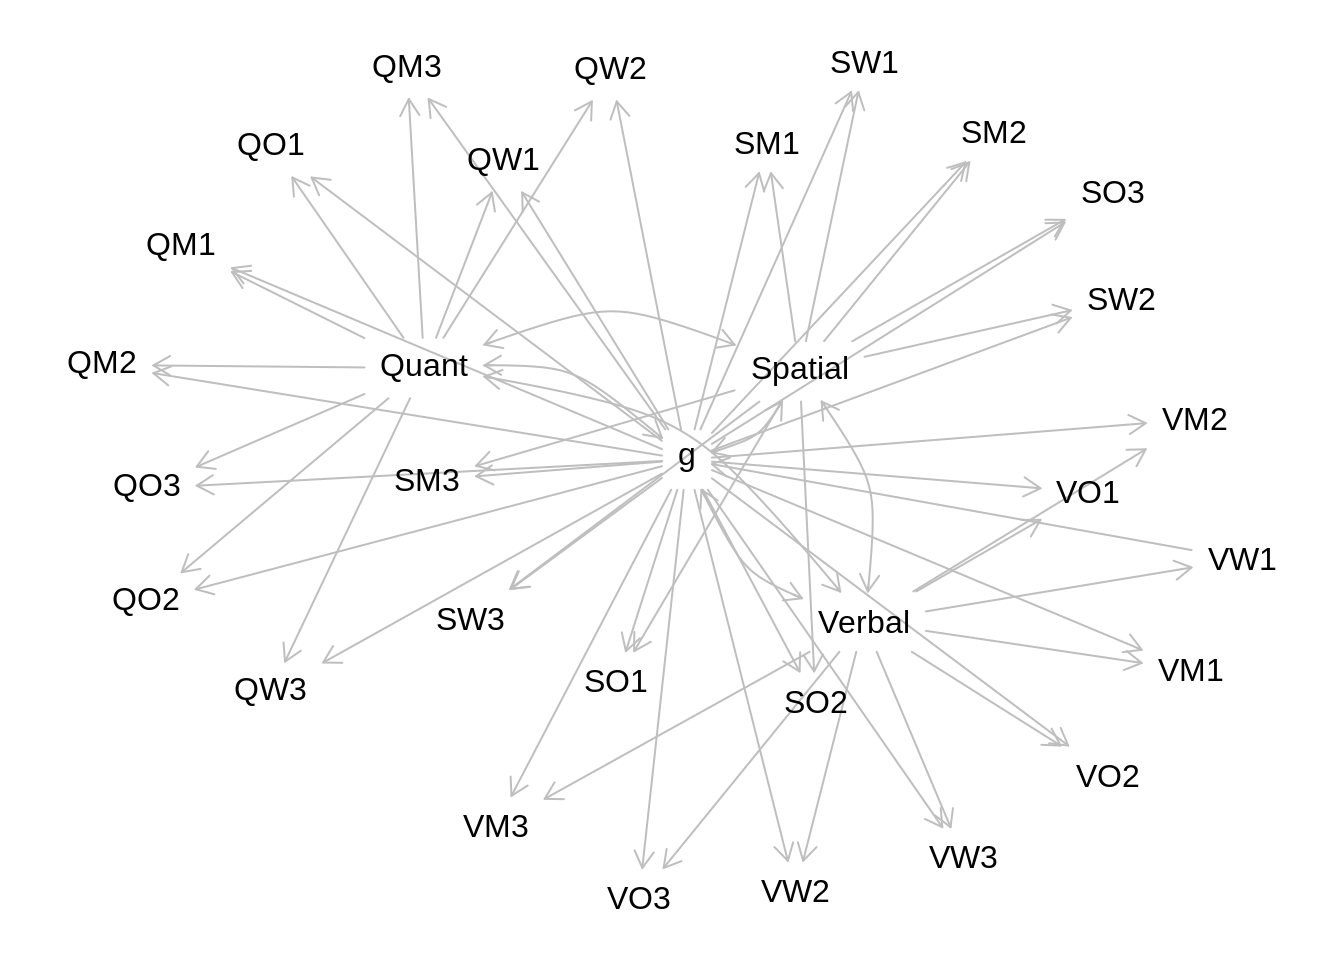 SW1
QM3
QW2
SM2
QO1
SM1
QW1
SO3
QM1
SW2
QM2
Quant
Spatial
VM2
g
SM3
QO3
VO1
VW1
QO2
SW3
Verbal
VM1
SO1
QW3
SO2
VO2
VM3
VW3
VW2
VO3